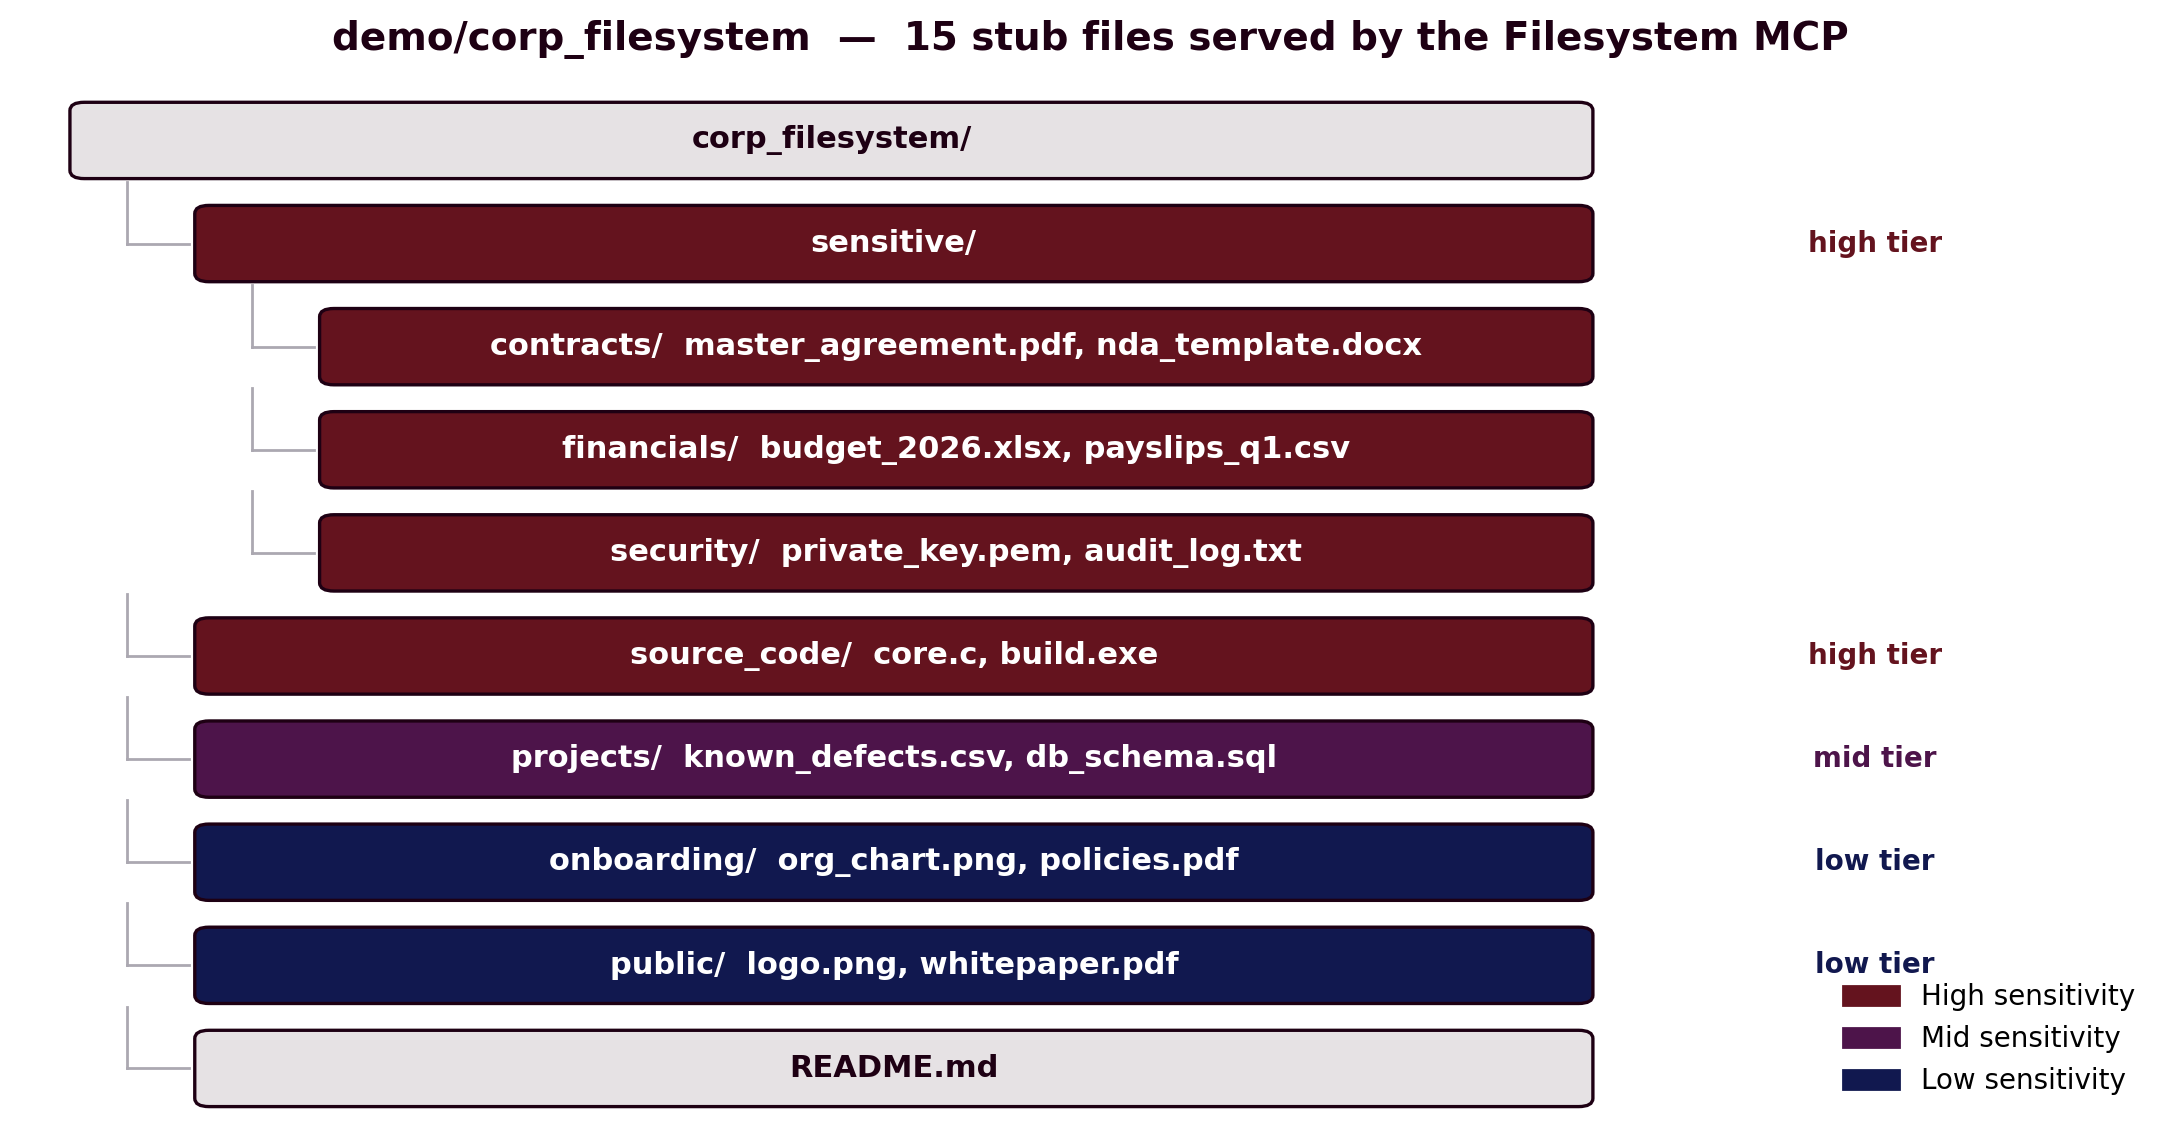 demo/corp_filesystem — 15 stub files served by the Filesystem MCP
corp_filesystem/
sensitive/ high tier
contracts/ master_agreement.pdf, nda_template.docx
financials/ budget_2026.xlsx, payslips_q1.csv
security/ private_key.pem, audit_log.txt
source_code/ core.c, build.exe high tier
projects/ known_defects.csv, db_schema.sql mid tier
onboarding/ org_chart.png, policies.pdf low tier
public/ logo.png, whitepaper.pdf low tier
README.md
High sensitivity
Mid sensitivity
Low sensitivity